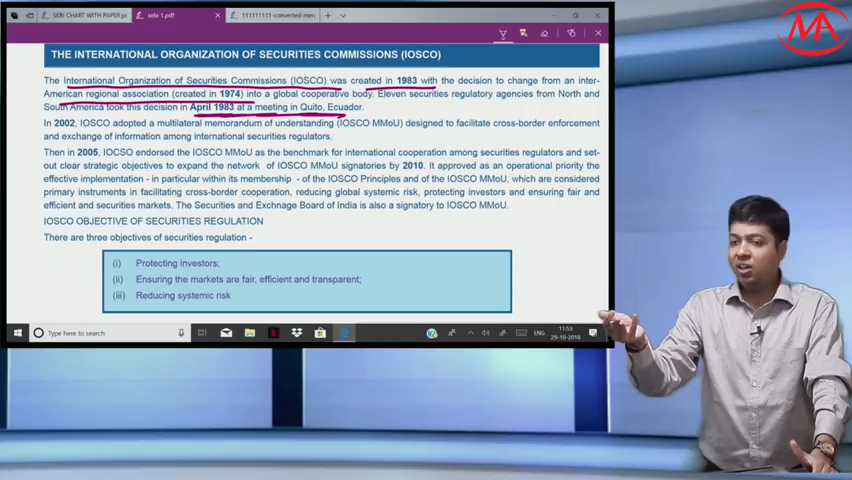 SEBI CHART WITH PAPER.pd
sebi 1.pdf
111111111-converted-mer
MA
THE INTERNATIONAL ORGANIZATION OF SECURITIES COMMISSIONS (IOSCO)
The International Organization of Securities Commissions (IOSCO) was created in 1983 with the decision to change from an inter-
American regional association (created in 1974) into a global cooperative body. Eleven securities regulatory agencies from North and
South America took this decision in April 1983 at a meeting in Quito, Ecuador.
In 2002, IOSCO adopted a multilateral memorandum of understanding (IOSCO MMoU) designed to facilitate cross-border enforcement
and exchange of information among international securities regulators.
Then in 2005, IOCSO endorsed the IOSCO MMoU as the benchmark for international cooperation among securities regulators and set-
out clear strategic objectives to expand the network of IOSCO MMoU signatories by 2010. It approved as an operational priority the
effective implementation - in particular within its membership - of the IOSCO Principles and of the IOSCO MMoU, which are considered
primary instruments in facilitating cross-border cooperation, reducing global systemic risk, protecting investors and ensuring fair and
efficient and securities markets. The Securities and Exchnage Board of India is also a signatory to IOSCO MMoU.
IOSCO OBJECTIVE OF SECURITIES REGULATION
There are three objectives of securities regulation -
(i) Protecting investors;
(ii) Ensuring the markets are fair, efficient and transparent;
(iii) Reducing systemic risk
Type here to search
ENG
11:53
29-10-2018